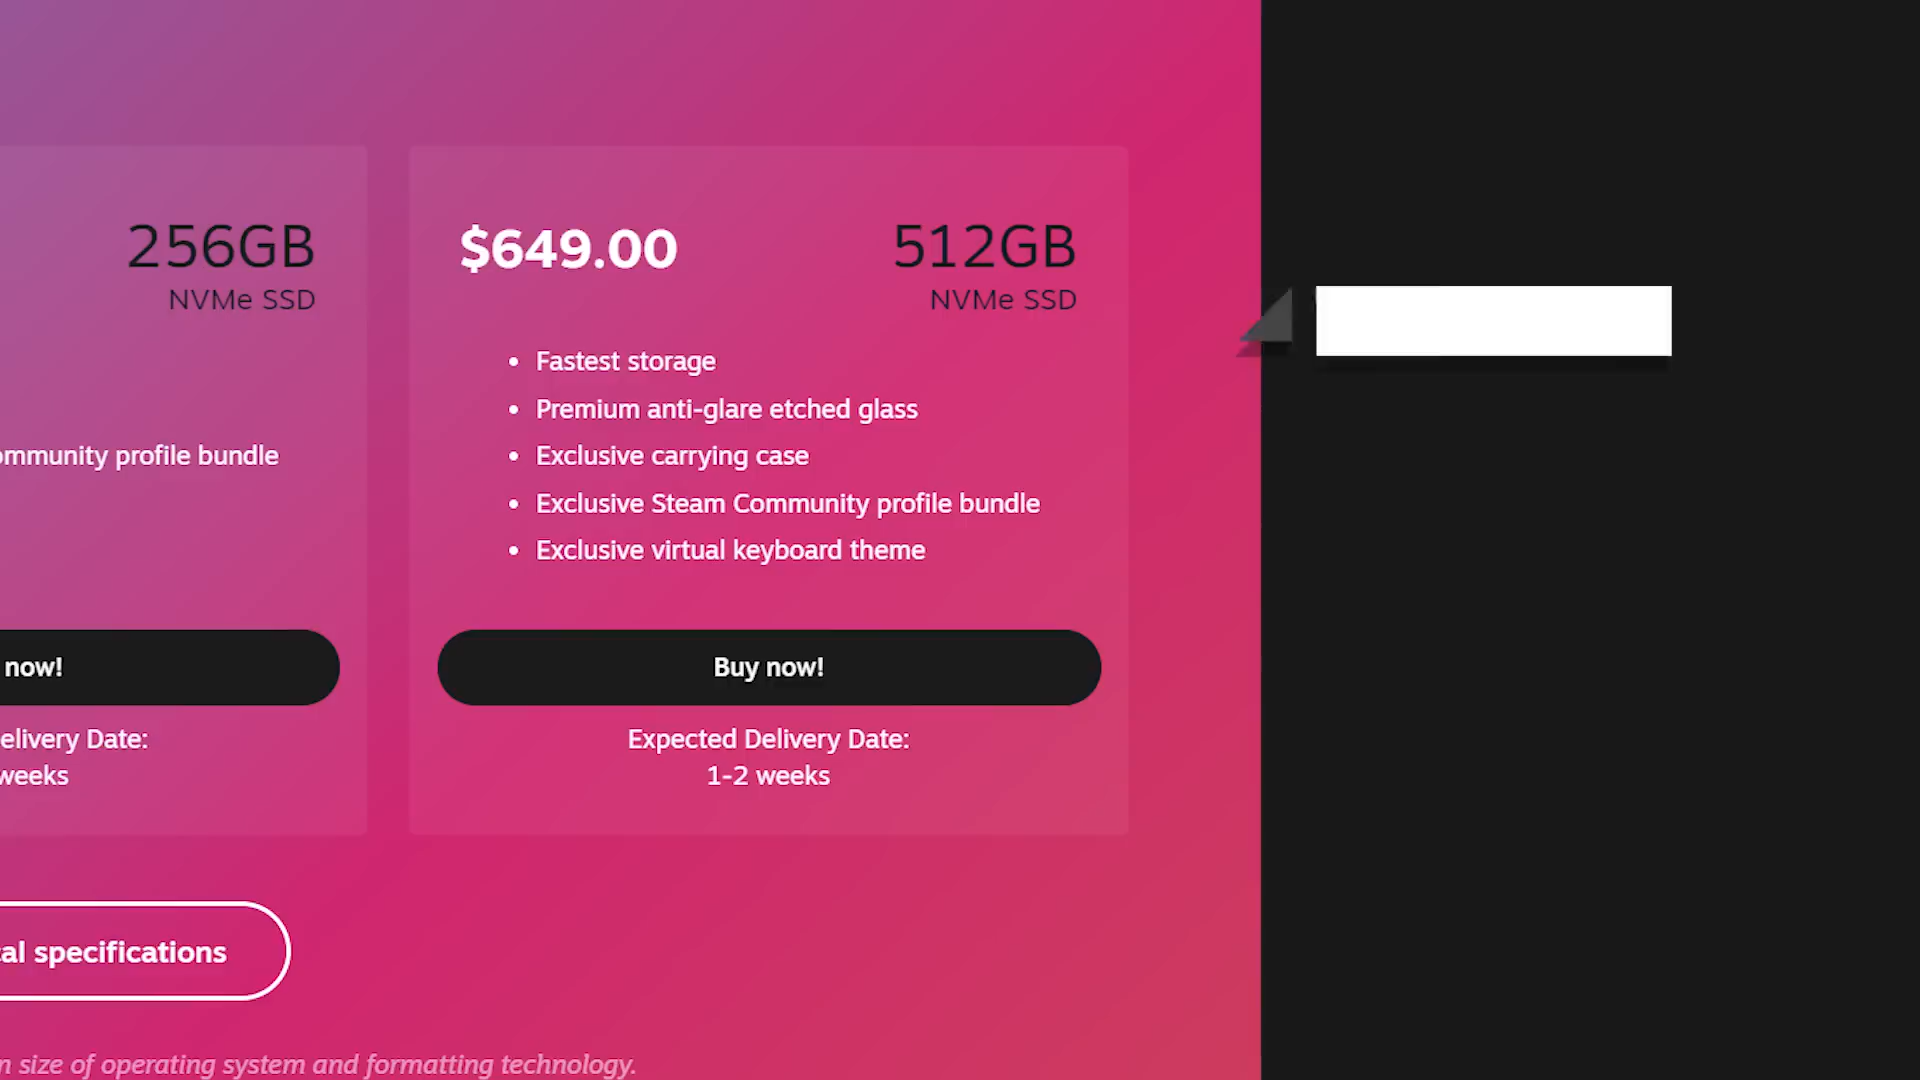 256GB
NVMe SSD
ommunity profile bundle
now!
elivery Date:
weeks
$649.00
512GB
NVMe SSD
• Fastest storage
• Premium anti-glare etched glass
• Exclusive carrying case
• Exclusive Steam Community profile bundle
• Exclusive virtual keyboard theme
Buy now!
Expected Delivery Date:
1-2 weeks
cal specifications
n size of operating system and formatting technology.